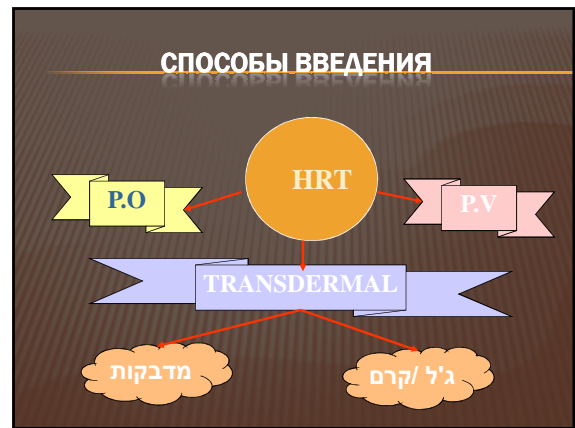 СПОСОБЫ ВВЕДЕНИЯ
HRT
P.O
P.V
TRANSDERMAL
מדבקות
ג'ל /קרם